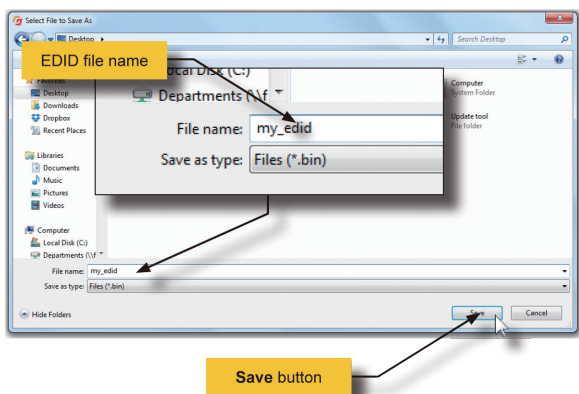 Select File to Save As
Desktop
Search Desktop
EDID file name
Favorites
Desktop
Downloads
Dropbox
Recent Places
Libraries
Documents
Music
Pictures
Videos
Computer
Local Disk (C:)
Departments (\\f
Local Disk (C:)
Departments (\\f
File name: my_edid
Save as type: Files (*.bin)
Computer
System Folder
Update tool
File folder
File name: my_edid
Save as type: Files (*.bin)
Hide Folders
Save
Cancel
Save button